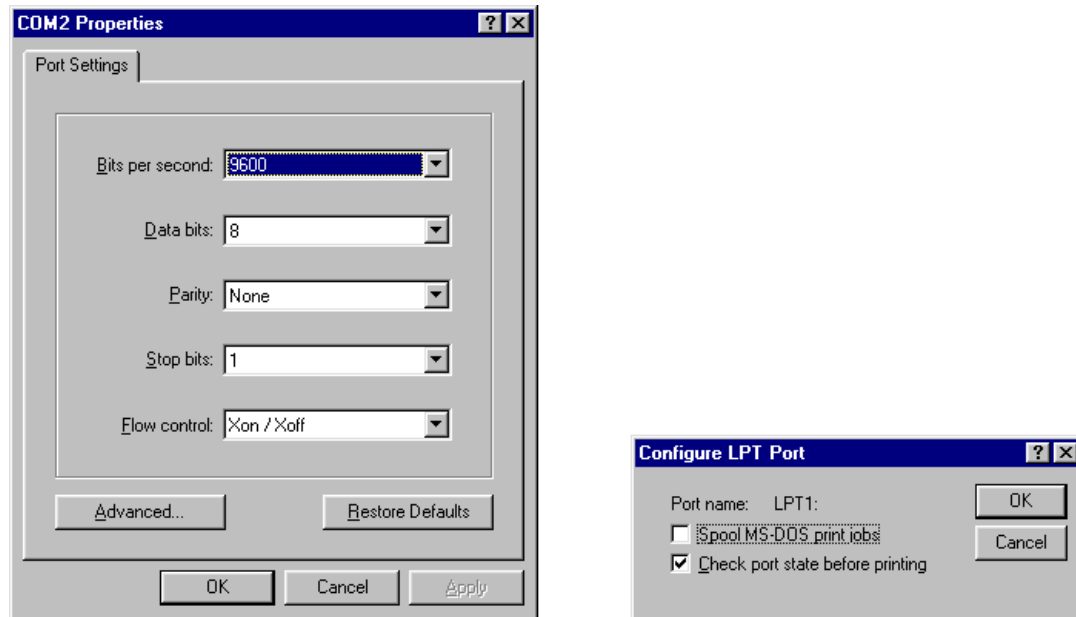 COM2 Properties
Port Settings
Bits per second: 9600
Data bits: 8
Parity: None
Stop bits: 1
Flow control: Xon / Xoff
Advanced... Restore Defaults
OK Cancel Apply
Configure LPT Port
Port name: LPT1: OK
Spool MS-DOS print jobs
Cancel
Check port state before printing